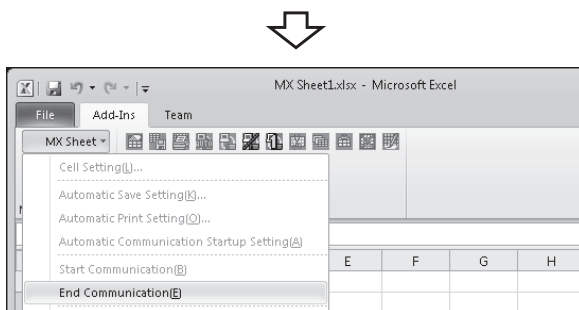 MX Sheet1.xlsx - Microsoft Excel
File Add-Ins Team
MX Sheet
Cell Setting(L)...
Automatic Save Setting(K)...
Automatic Print Setting(O)...
Automatic Communication Startup Setting(A)
Start Communication(B)
End Communication(E)
E F G H